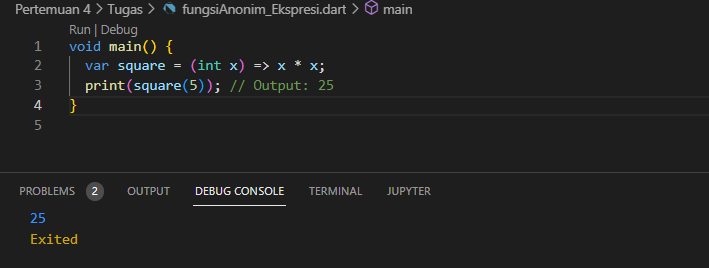 Pertemuan 4 > Tugas > fungsiAnonim_Ekspresi.dart > main
Run | Debug
1 void main() {
2   var square = (int x) => x * x;
3   print(square(5)); // Output: 25
4 }
5
PROBLEMS 2 OUTPUT DEBUG CONSOLE TERMINAL JUPYTER
25
Exited